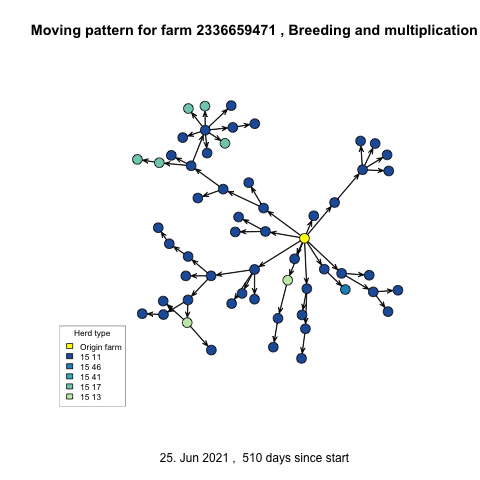 Moving pattern for farm 2336659471 , Breeding and multiplication
Herd type
Origin farm
15 11
15 46
15 41
15 17
15 13
25. Jun 2021 ,  510 days since start